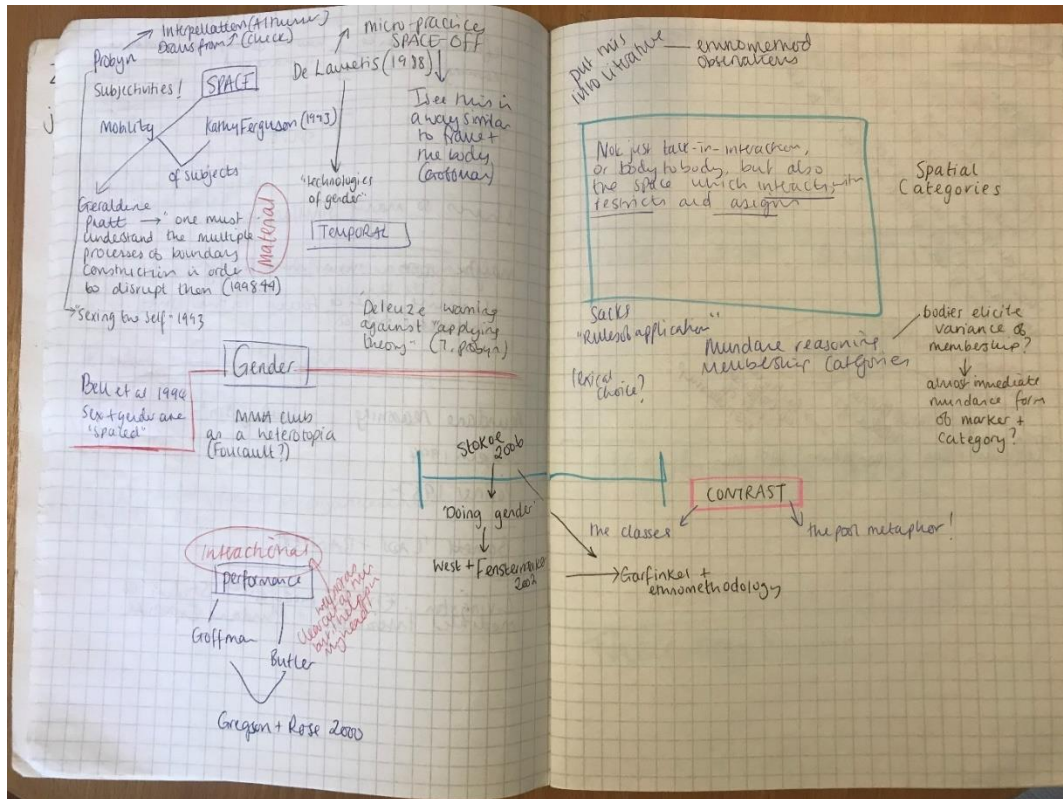 Probyn
Interpellation (Althusser)
Draws from ↑ (check)
Subjectivities!
SPACE
Mobility
Kathy Ferguson (1993)
of subjects
Geraldine
Pratt → "one must
understand the multiple
processes of boundary
construction in order
to disrupt them (1998:44)
Material
"Sexing the self" - 1993
micro-practice
SPACE-OFF
De Lauretis (1988)
I see this in
a way similar
to frame +
the body
(Goffman)
"technologies
of gender"
TEMPORAL
Deleuze warning
against "applying
theory" - (7, probyn)
Gender
Bell et al 1994
Sex + gender are
"spaced"
MMA club
as a heterotopia
(Foucault?)
Stokoe
2006
'Doing gender'
West + Fenstermaker
2002
Interactional
performance
but helpful
my head!
Goffman
Butler
Gregson + Rose 2000
put this
into literature
ethnomethod
observations
Not just talk-in-interaction,
or body to body, but also
the space which interacts with
restricts and assigns
Spatial
Categories
Sacks
"Rules of application"
lexical
choice?
Mundane reasoning
membership categories
bodies elicit
variance of
membership?
almost immediate
mundane form
of marker +
category?
CONTRAST
the classes
the pool metaphor!
Garfinkel +
ethnomethodology